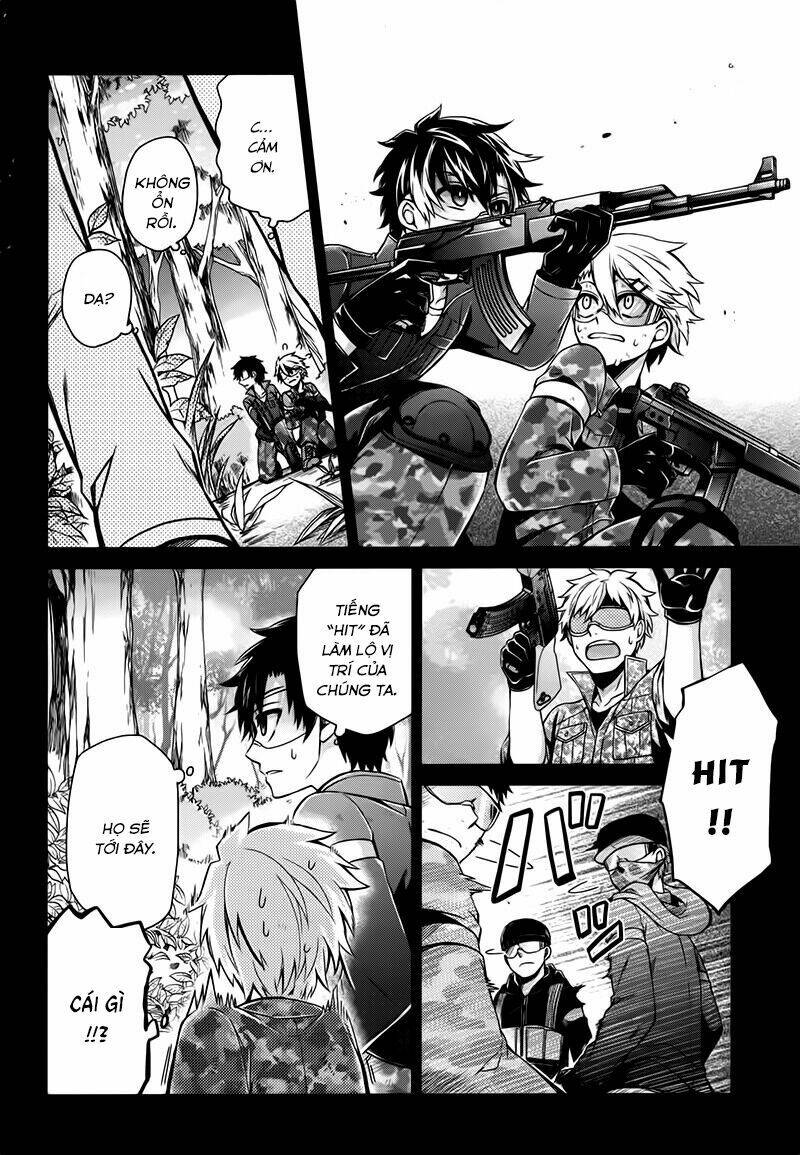 C...
CẢM
ƠN.
KHÔNG
ỔN
RỒI.
DẠ?
HIT
!!
TIẾNG
"HIT" ĐÃ
LÀM LỘ VỊ
TRÍ CỦA
CHÚNG TA.
HỌ SẼ
TỚI ĐÂY.
CÁI GÌ
!!?